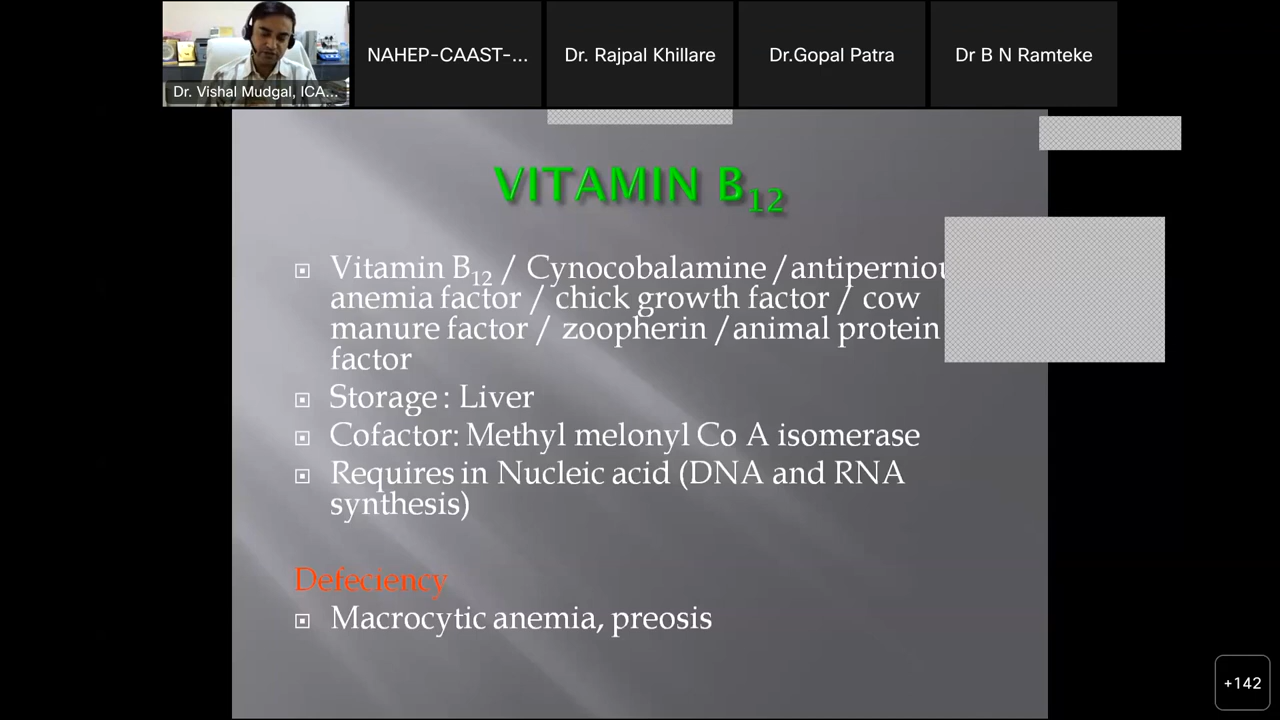 Dr. Vishal Mudgal, ICA...
NAHEP-CAAST-...
Dr. Rajpal Khillare
Dr.Gopal Patra
Dr B N Ramteke
VITAMIN B12
Vitamin B12 / Cynocobalamine /
anemia factor / chick growth factor / cow
manure factor / zoopherin /animal protein
factor
Storage : Liver
Cofactor: Methyl melonyl Co A isomerase
Requires in Nucleic acid (DNA and RNA
synthesis)
Defeciency
Macrocytic anemia, preosis
+142